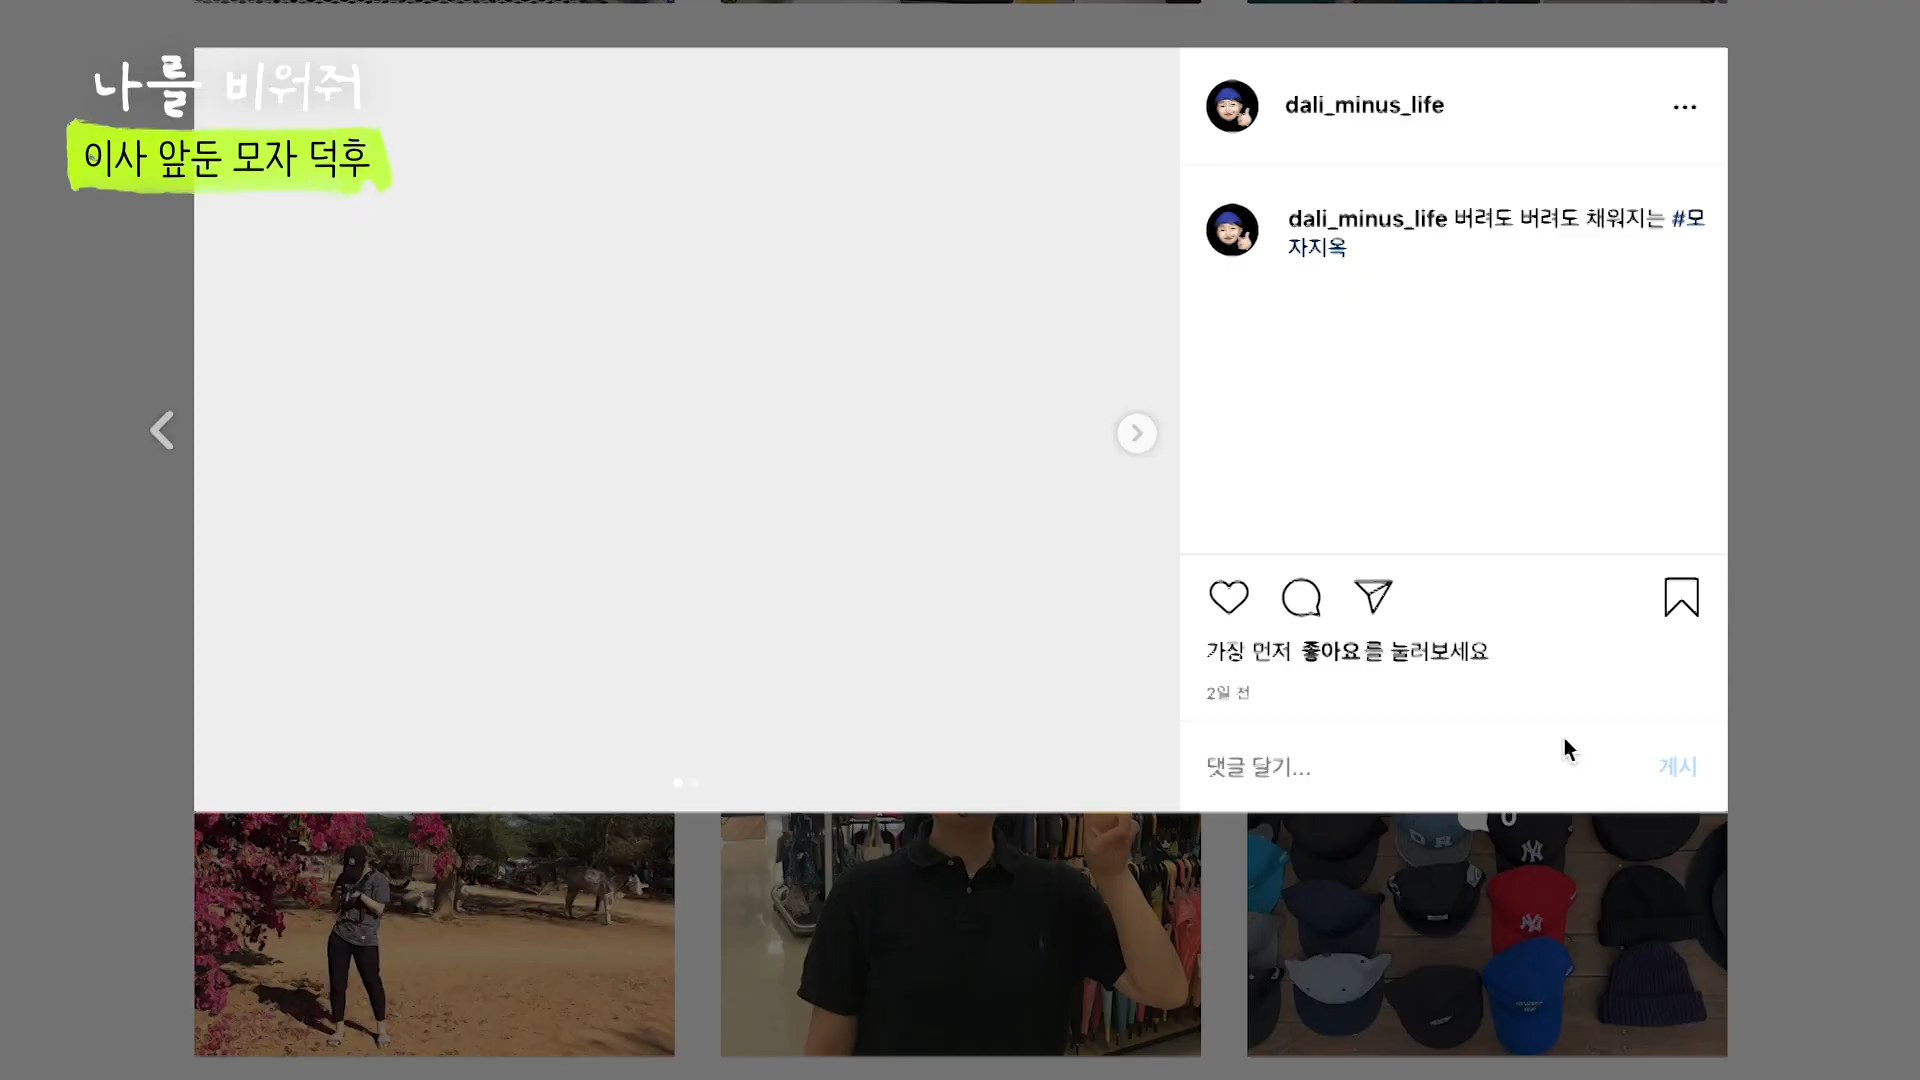 나를 비워줘
이사 앞둔 모자 덕후
dali_minus_life
dali_minus_life 버려도 버려도 채워지는 #모
자지옥
가장 먼저 좋아요를 눌러보세요
2일 전
댓글 달기...
게시